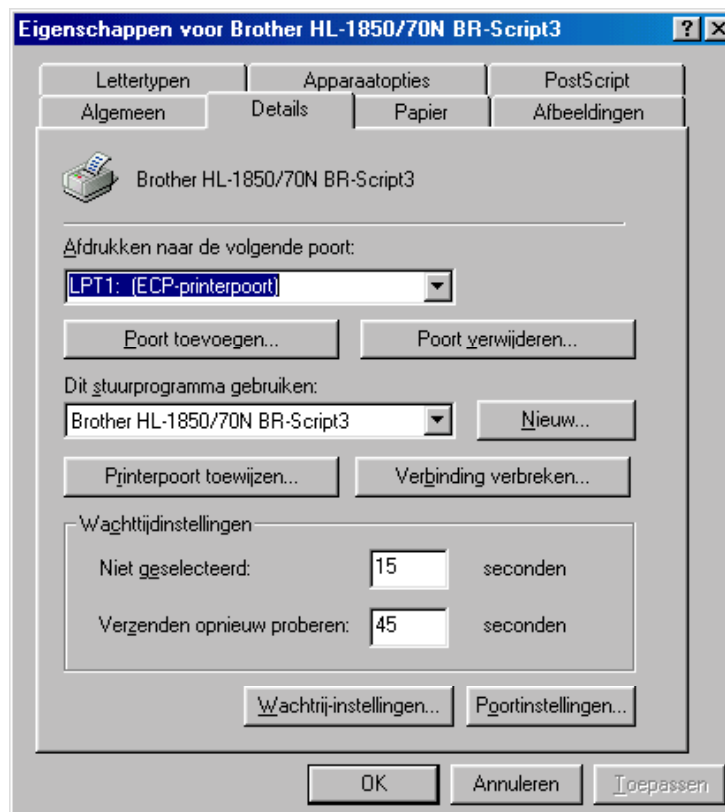 Eigenschappen voor Brother HL-1850/70N BR-Script3
Lettertypen Apparaatopties PostScript
Algemeen Details Papier Afbeeldingen
Brother HL-1850/70N BR-Script3
Afdrukken naar de volgende poort:
LPT1: (ECP-printerpoort)
Poort toevoegen... Poort verwijderen...
Dit stuurprogramma gebruiken:
Brother HL-1850/70N BR-Script3 Nieuw...
Printerpoort toewijzen... Verbinding verbreken...
Wachttijdinstellingen
Niet geselecteerd: 15 seconden
Verzenden opnieuw proberen: 45 seconden
Wachtrij-instellingen... Poortinstellingen...
OK Annuleren Toepassen